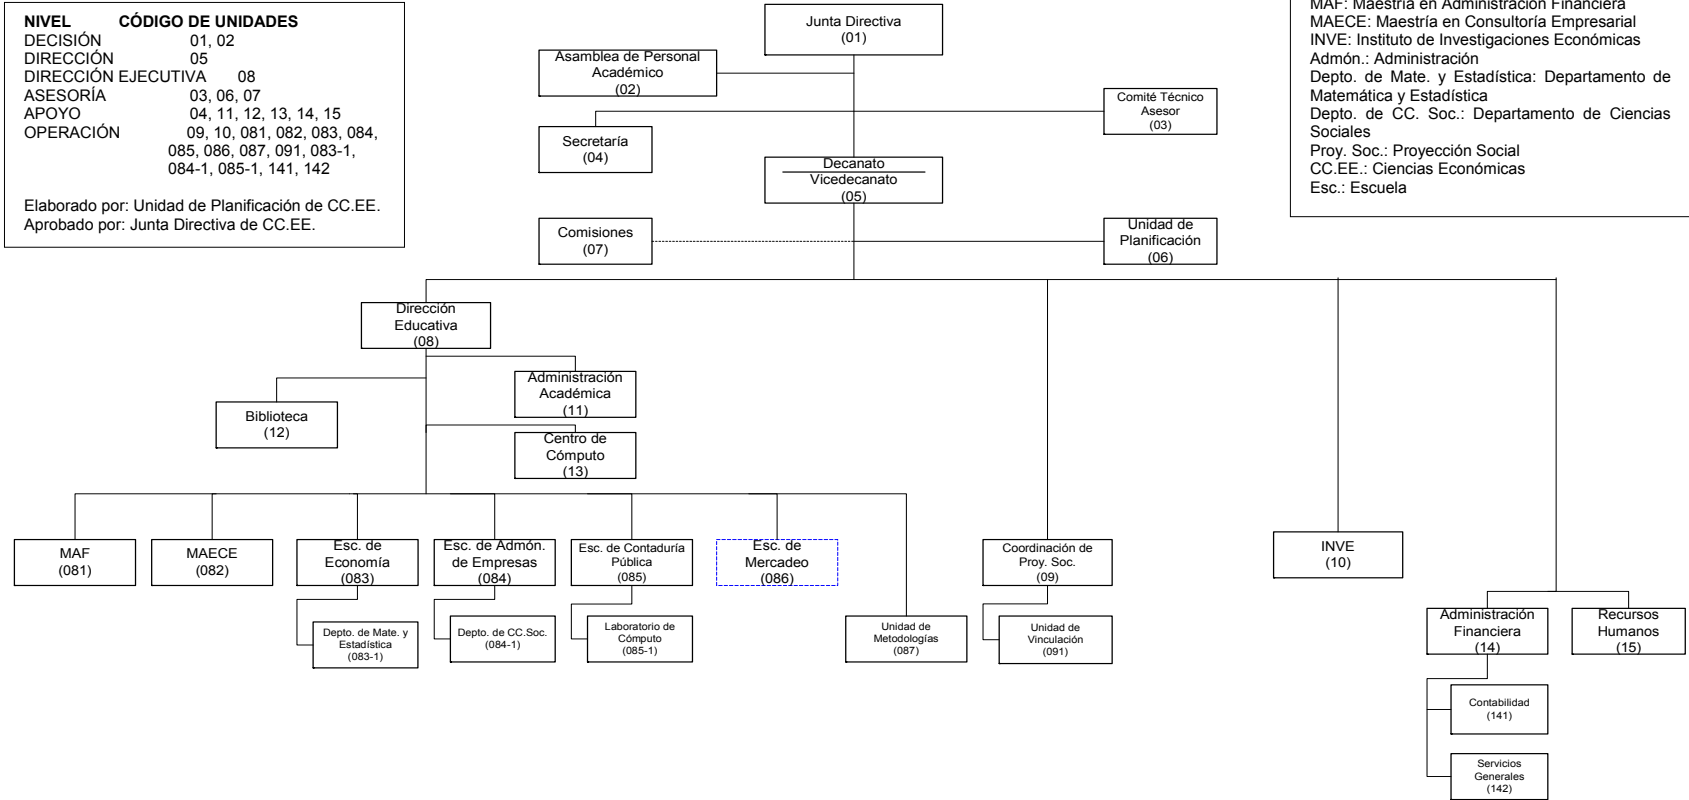 NIVEL CÓDIGO DE UNIDADES
DECISIÓN 01, 02
DIRECCIÓN 05
DIRECCIÓN EJECUTIVA 08
ASESORÍA 03, 06, 07
APOYO 04, 11, 12, 13, 14, 15
OPERACIÓN 09, 10, 081, 082, 083, 084,
085, 086, 087, 091, 083-1,
084-1, 085-1, 141, 142
Elaborado por: Unidad de Planificación de CC.EE.
Aprobado por: Junta Directiva de CC.EE.
MAF: Maestría en Administración Financiera
MAECE: Maestría en Consultoría Empresarial
INVE: Instituto de Investigaciones Económicas
Admón.: Administración
Depto. de Mate. y Estadística: Departamento de
Matemática y Estadística
Depto. de CC. Soc.: Departamento de Ciencias
Sociales
Proy. Soc.: Proyección Social
CC.EE.: Ciencias Económicas
Esc.: Escuela
Junta Directiva
(01)
Asamblea de Personal
Académico
(02)
Comité Técnico
Asesor
(03)
Secretaría
(04)
Decanato
Vicedecanato
(05)
Comisiones
(07)
Unidad de
Planificación
(06)
Dirección
Educativa
(08)
Administración
Académica
(11)
Biblioteca
(12)
Centro de
Cómputo
(13)
MAF
(081)
MAECE
(082)
Esc. de
Economía
(083)
Esc. de Admón.
de Empresas
(084)
Esc. de Contaduría
Pública
(085)
Esc. de
Mercadeo
(086)
Coordinación de
Proy. Soc.
(09)
INVE
(10)
Depto. de Mate. y
Estadística
(083-1)
Depto. de CC.Soc.
(084-1)
Laboratorio de
Cómputo
(085-1)
Unidad de
Metodologías
(087)
Unidad de
Vinculación
(091)
Administración
Financiera
(14)
Recursos
Humanos
(15)
Contabilidad
(141)
Servicios
Generales
(142)